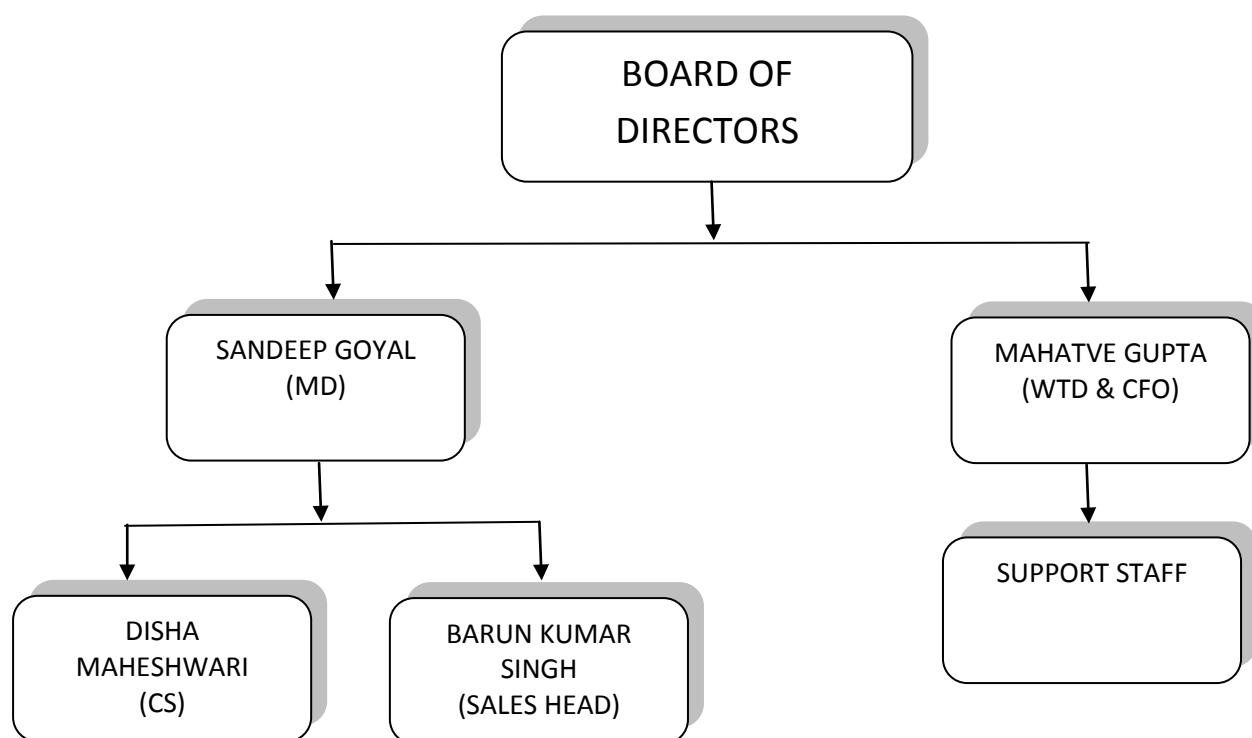 BOARD OF
DIRECTORS
SANDEEP GOYAL
(MD)
MAHATVE GUPTA
(WTD & CFO)
DISHA
MAHESHWARI
(CS)
BARUN KUMAR
SINGH
(SALES HEAD)
SUPPORT STAFF